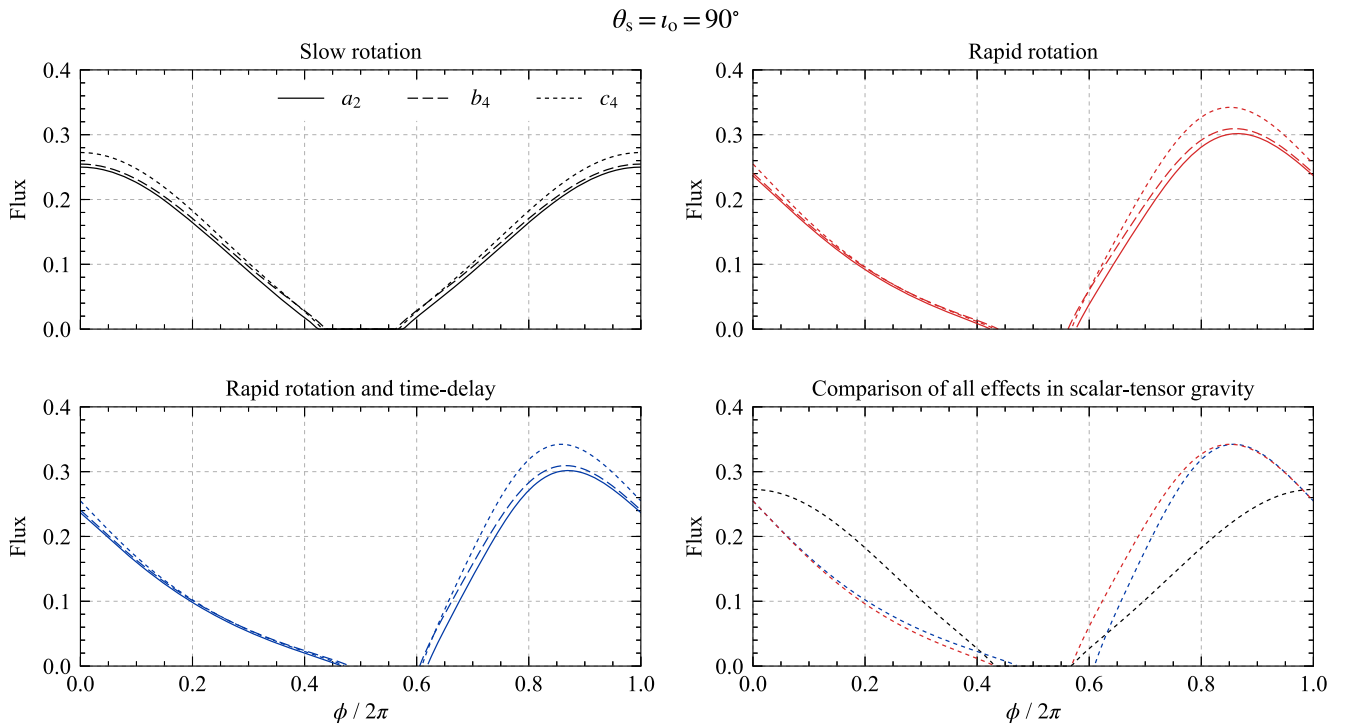 θs = ιo = 90°
Slow rotation
0.4
0.3
0.2
0.1
0.0
Flux
a2 b4 c4
Rapid rotation
0.4
0.3
0.2
0.1
0.0
Flux
Rapid rotation and time-delay
0.4
0.3
0.2
0.1
0.0
Flux
0.0 0.2 0.4 0.6 0.8 1.0
ϕ / 2π
Comparison of all effects in scalar-tensor gravity
0.4
0.3
0.2
0.1
0.0
Flux
0.0 0.2 0.4 0.6 0.8 1.0
ϕ / 2π